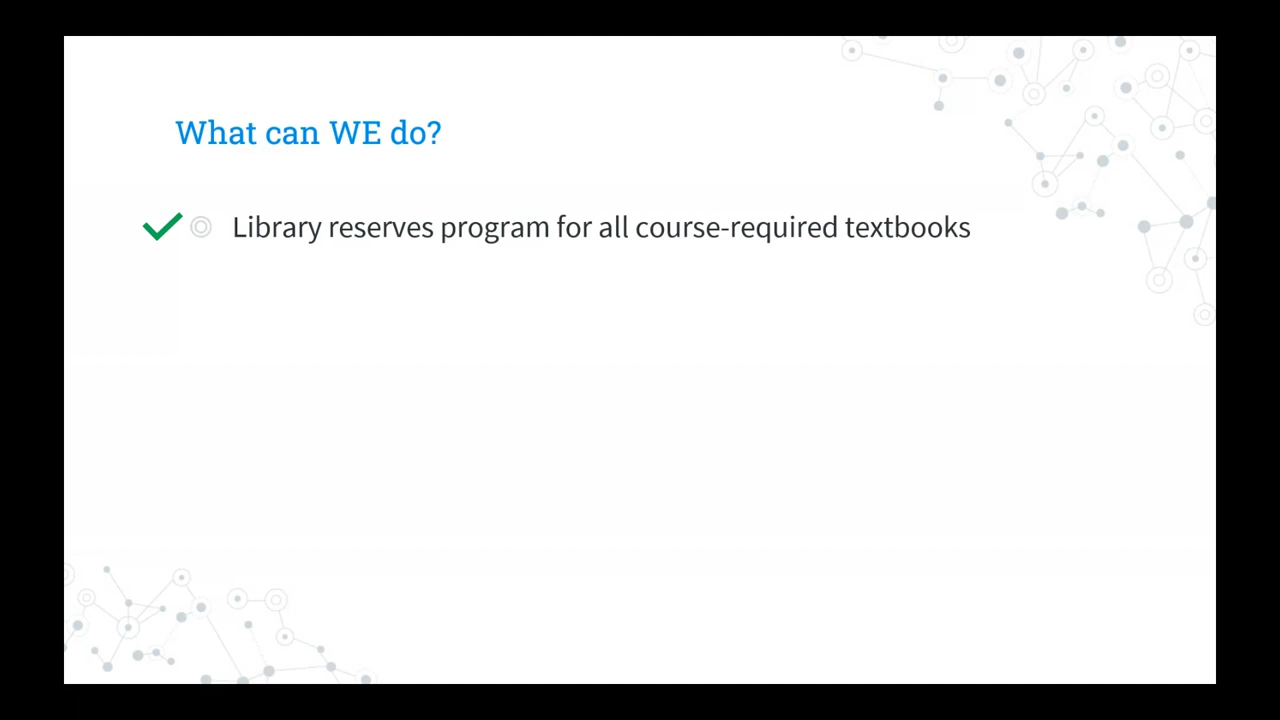 What can WE do?
Library reserves program for all course-required textbooks